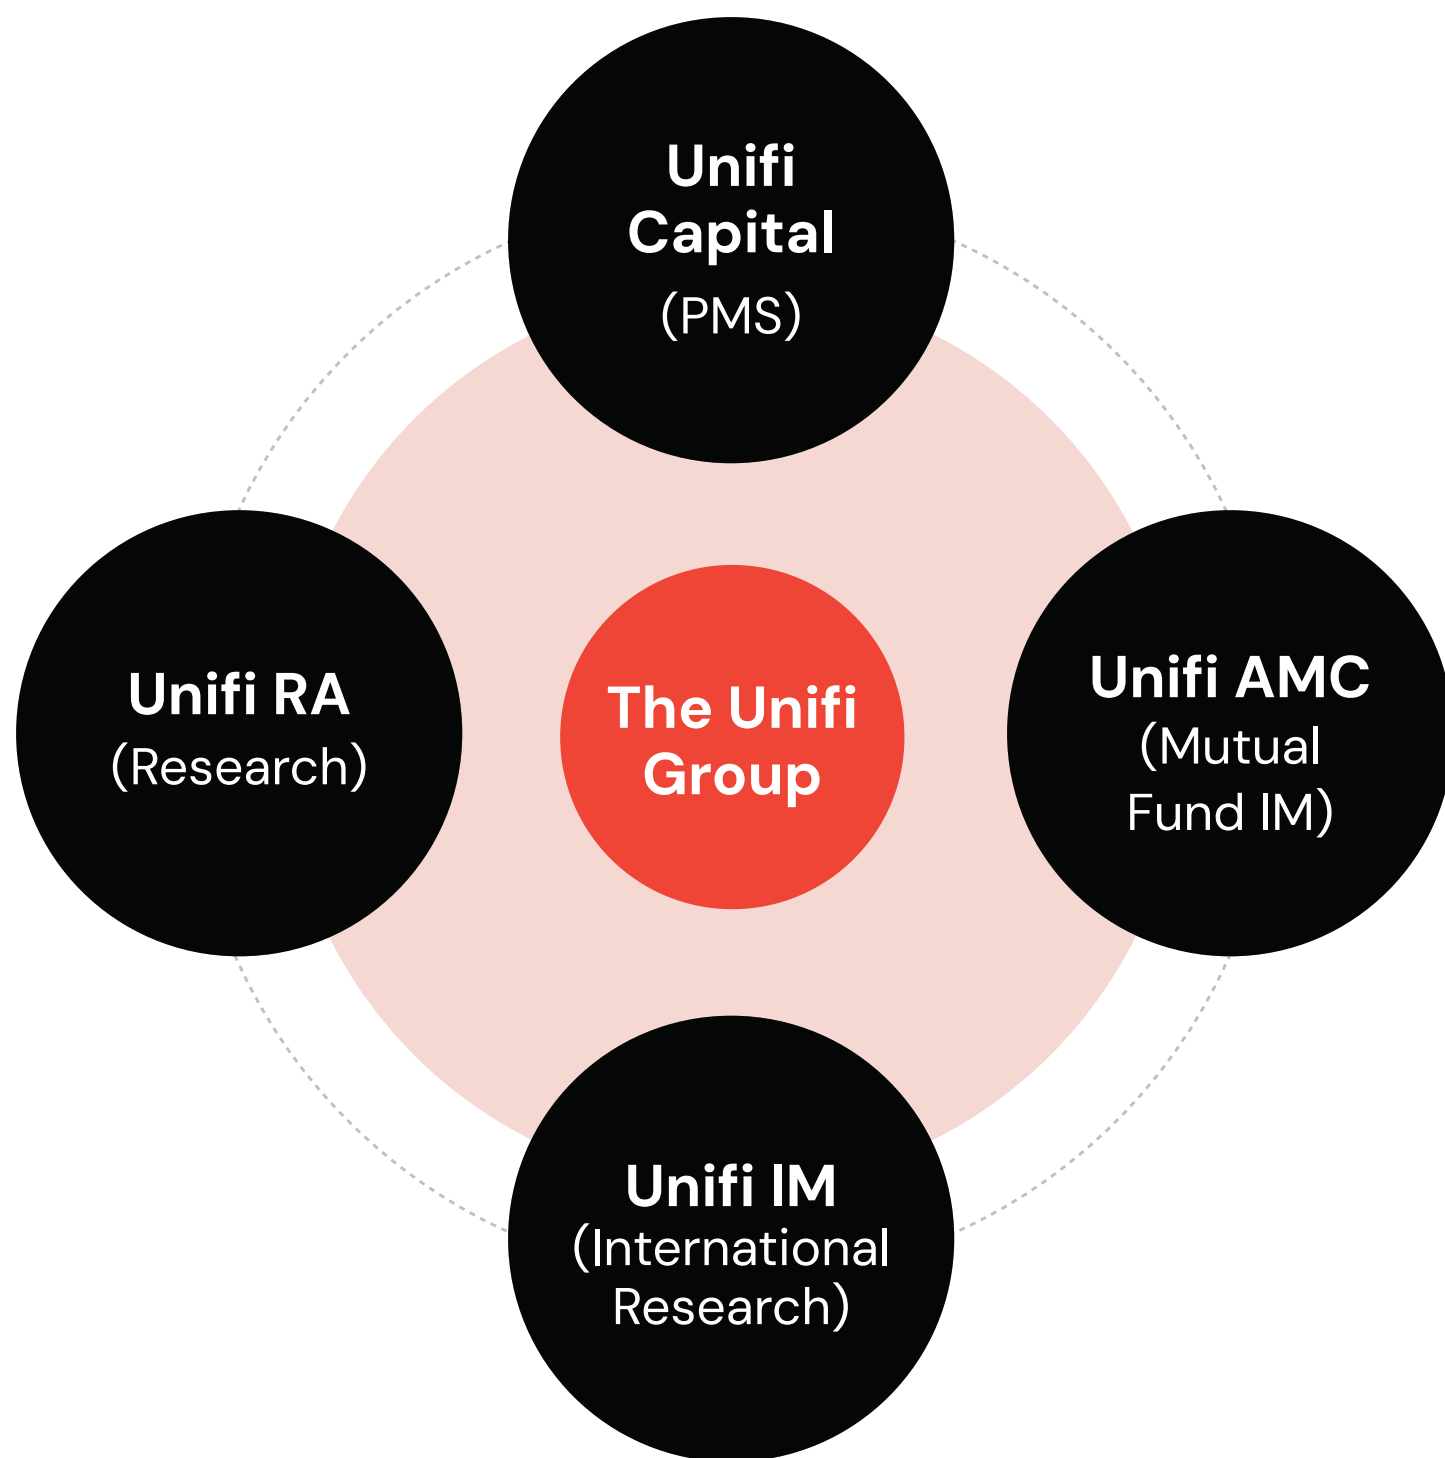 Unifi
Capital
(PMS)
Unifi RA
(Research)
The Unifi
Group
Unifi AMC
(Mutual
Fund IM)
Unifi IM
(International
Research)